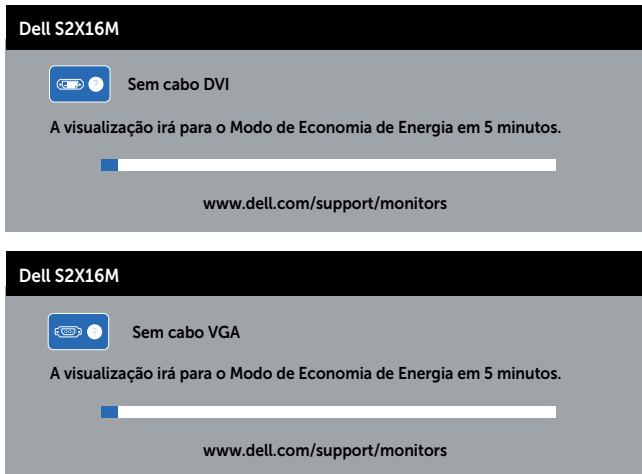 Dell S2X16M
Sem cabo DVI
A visualização irá para o Modo de Economia de Energia em 5 minutos.
www.dell.com/support/monitors
Dell S2X16M
Sem cabo VGA
A visualização irá para o Modo de Economia de Energia em 5 minutos.
www.dell.com/support/monitors